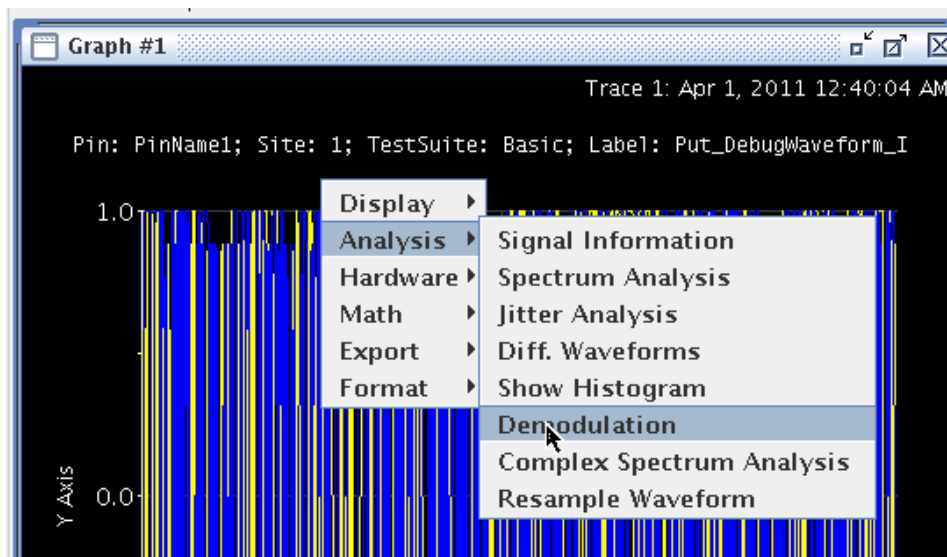 Graph #1
Trace 1: Apr 1, 2011 12:40:04 AM
Pin: PinName1; Site: 1; TestSuite: Basic; Label: Put_DebugWaveform_I
1.0
Display
Analysis
Hardware
Math
Export
Format
Signal Information
Spectrum Analysis
Jitter Analysis
Diff. Waveforms
Show Histogram
Demodulation
Complex Spectrum Analysis
Resample Waveform
Y Axis
0.0